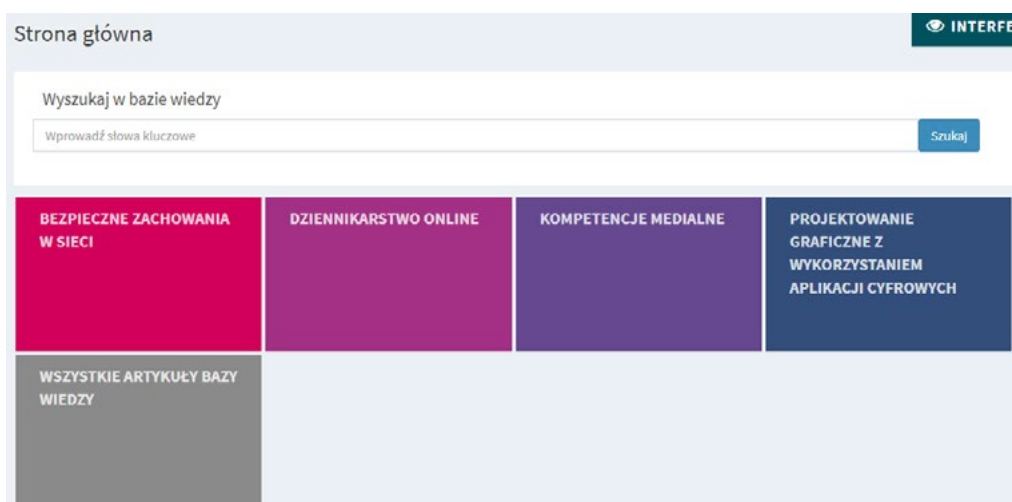 Strona główna
INTERFE
Wyszukaj w bazie wiedzy
Wprowadź słowa kluczowe
Szukaj
BEZPIECZNE ZACHOWANIA
W SIECI
DZIENNIKARSTWO ONLINE
KOMPETENCJE MEDIALNE
PROJEKTOWANIE
GRAFICZNE Z
WYKORZYSTANIEM
APLIKACJI CYFROWYCH
WSZYSTKIE ARTYKUŁY BAZY
WIEDZY